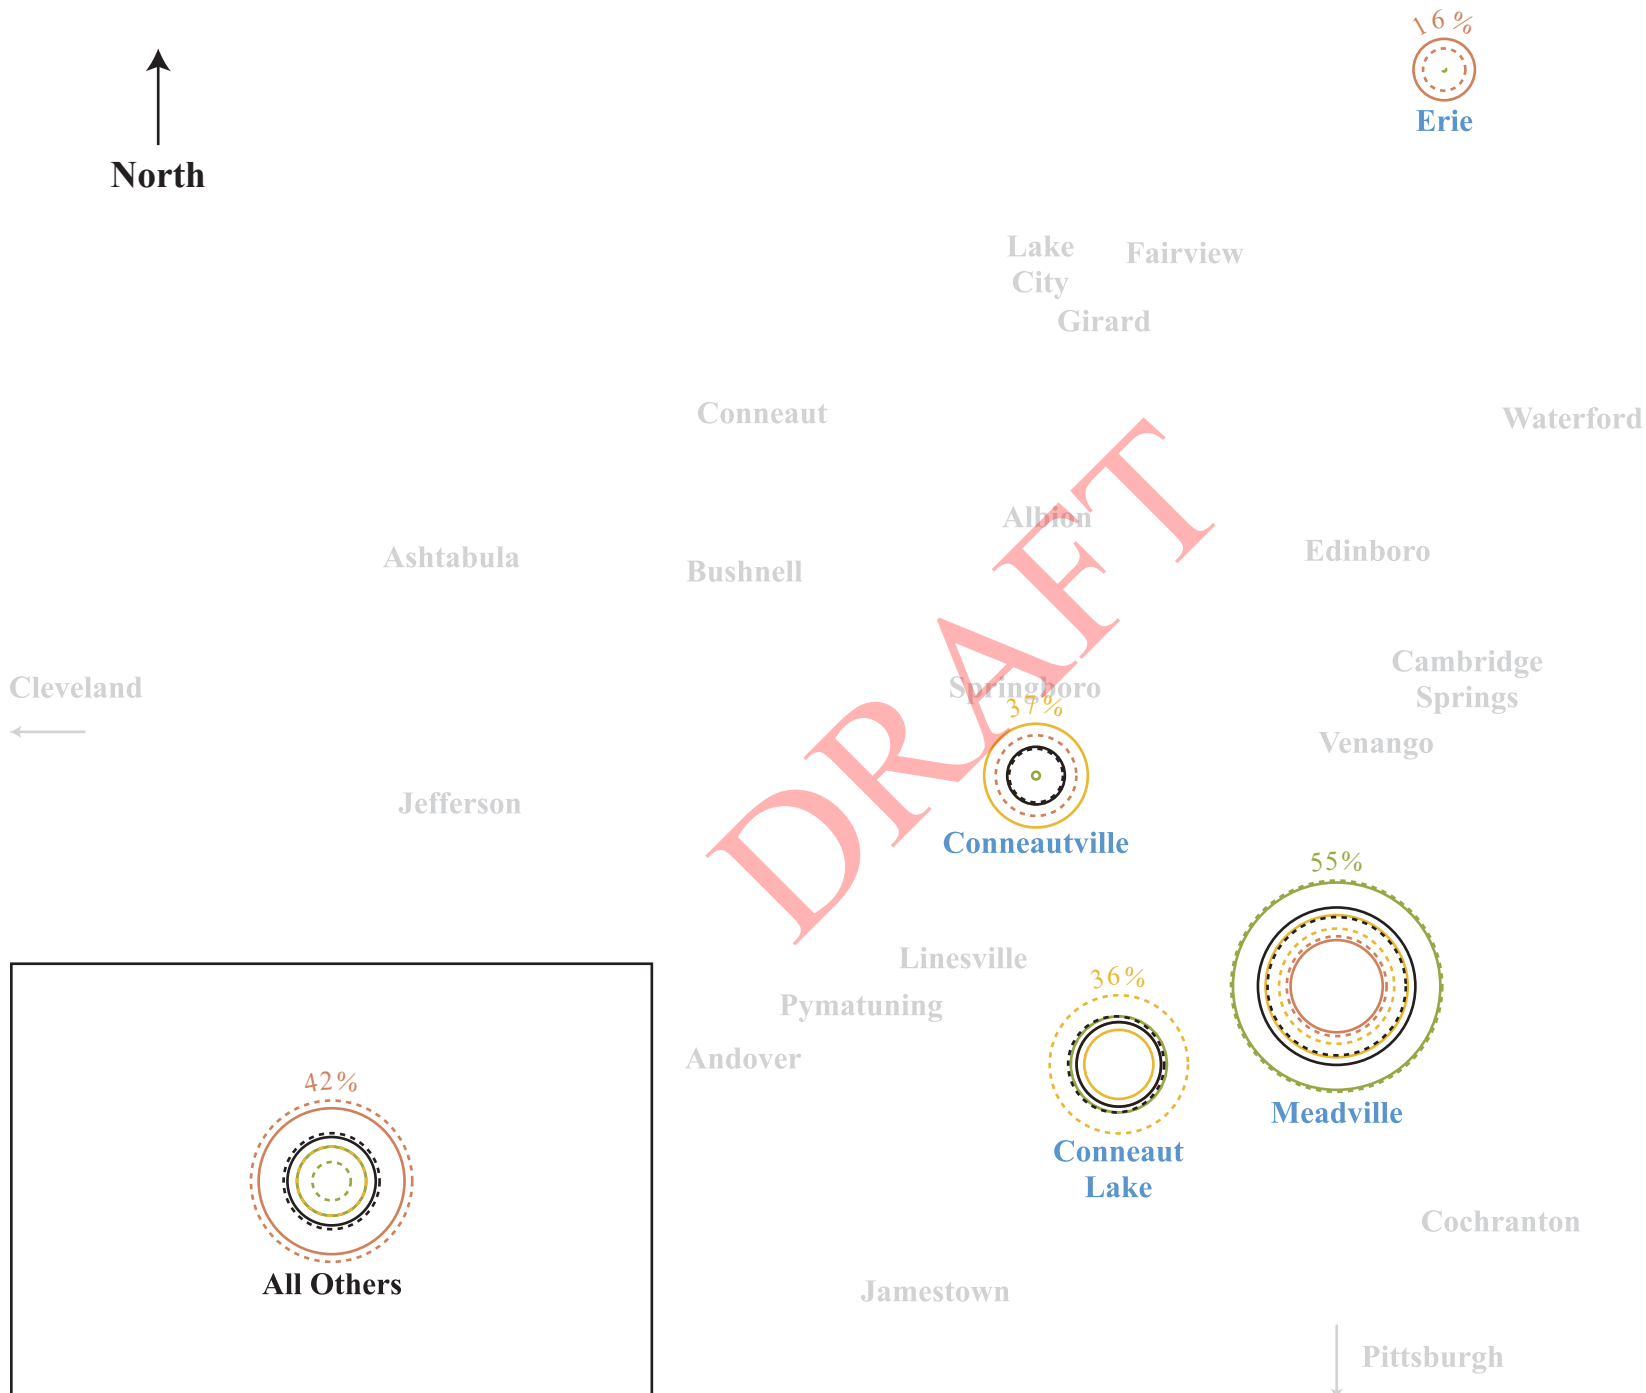 16%
Erie
North
Lake
City
Fairview
Girard
Conneaut
Waterford
Albion
Edinboro
Ashtabula
Bushnell
DRAFT
Cambridge
Springs
Cleveland
Springboro
37%
Venango
Jefferson
Conneautville
55%
Linesville
36%
Pymatuning
Andover
42%
Meadville
Conneaut
Lake
Cochranton
All Others
Jamestown
Pittsburgh